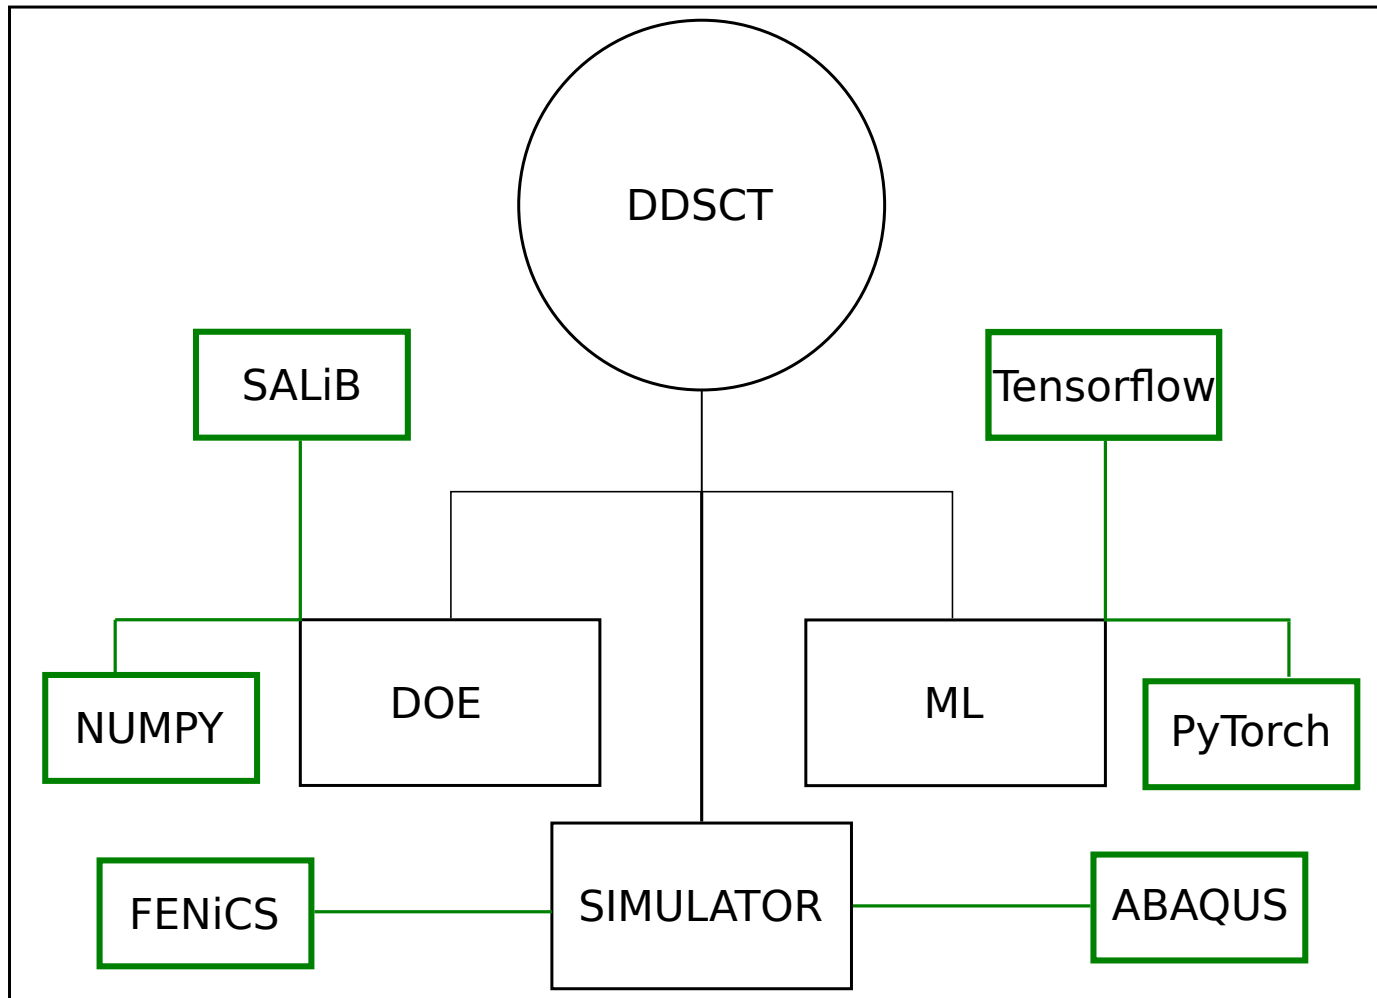 DDSCT
SALiB
Tensorflow
NUMPY
DOE
ML
PyTorch
FENiCS
SIMULATOR
ABAQUS